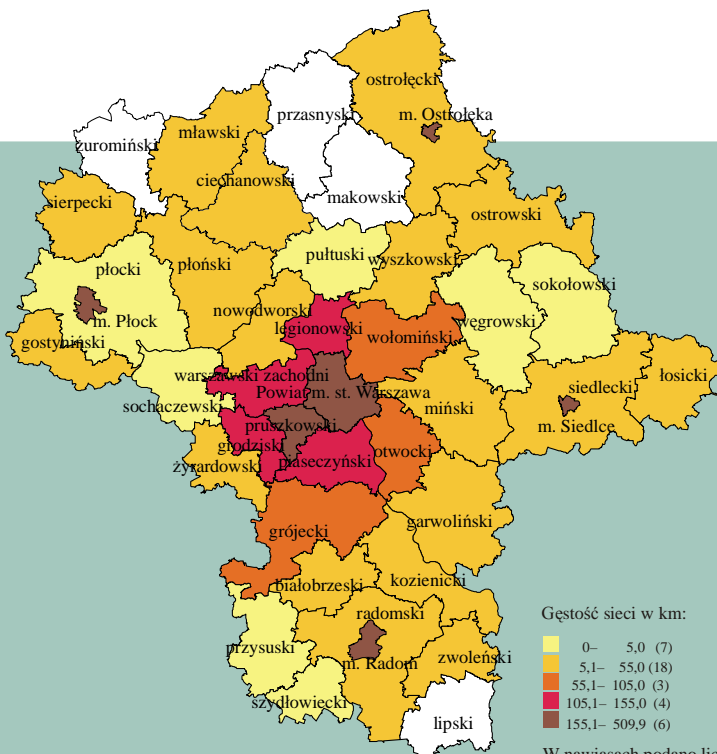 ostrołęcki
przasnyski
m. Ostrołęka
mławski
żuromiński
ciechanowski
makowski
sierpecki
ostrowski
pułtuski
wyszkowski
płocki
płoński
sokołowski
nowodworski
m. Płock
legionowski
węgrowski
wołomiński
gostyniński
warszawski zachodni
łosicki
siedlecki
Powiat m. st. Warszawa
sochaczewski
miński
pruszkowski
m. Siedlce
grodziski
otwocki
piaseczyński
żyrardowski
garwoliński
grójecki
białobrzeski
kozienicki
radomski
Gęstość sieci w km:
0– 5,0 (7)
przysuski
zwoleński
5,1– 55,0 (18)
m. Radom
55,1– 105,0 (3)
szydłowiecki
105,1– 155,0 (4)
lipski
155,1– 509,9 (6)
W nawiasach podano